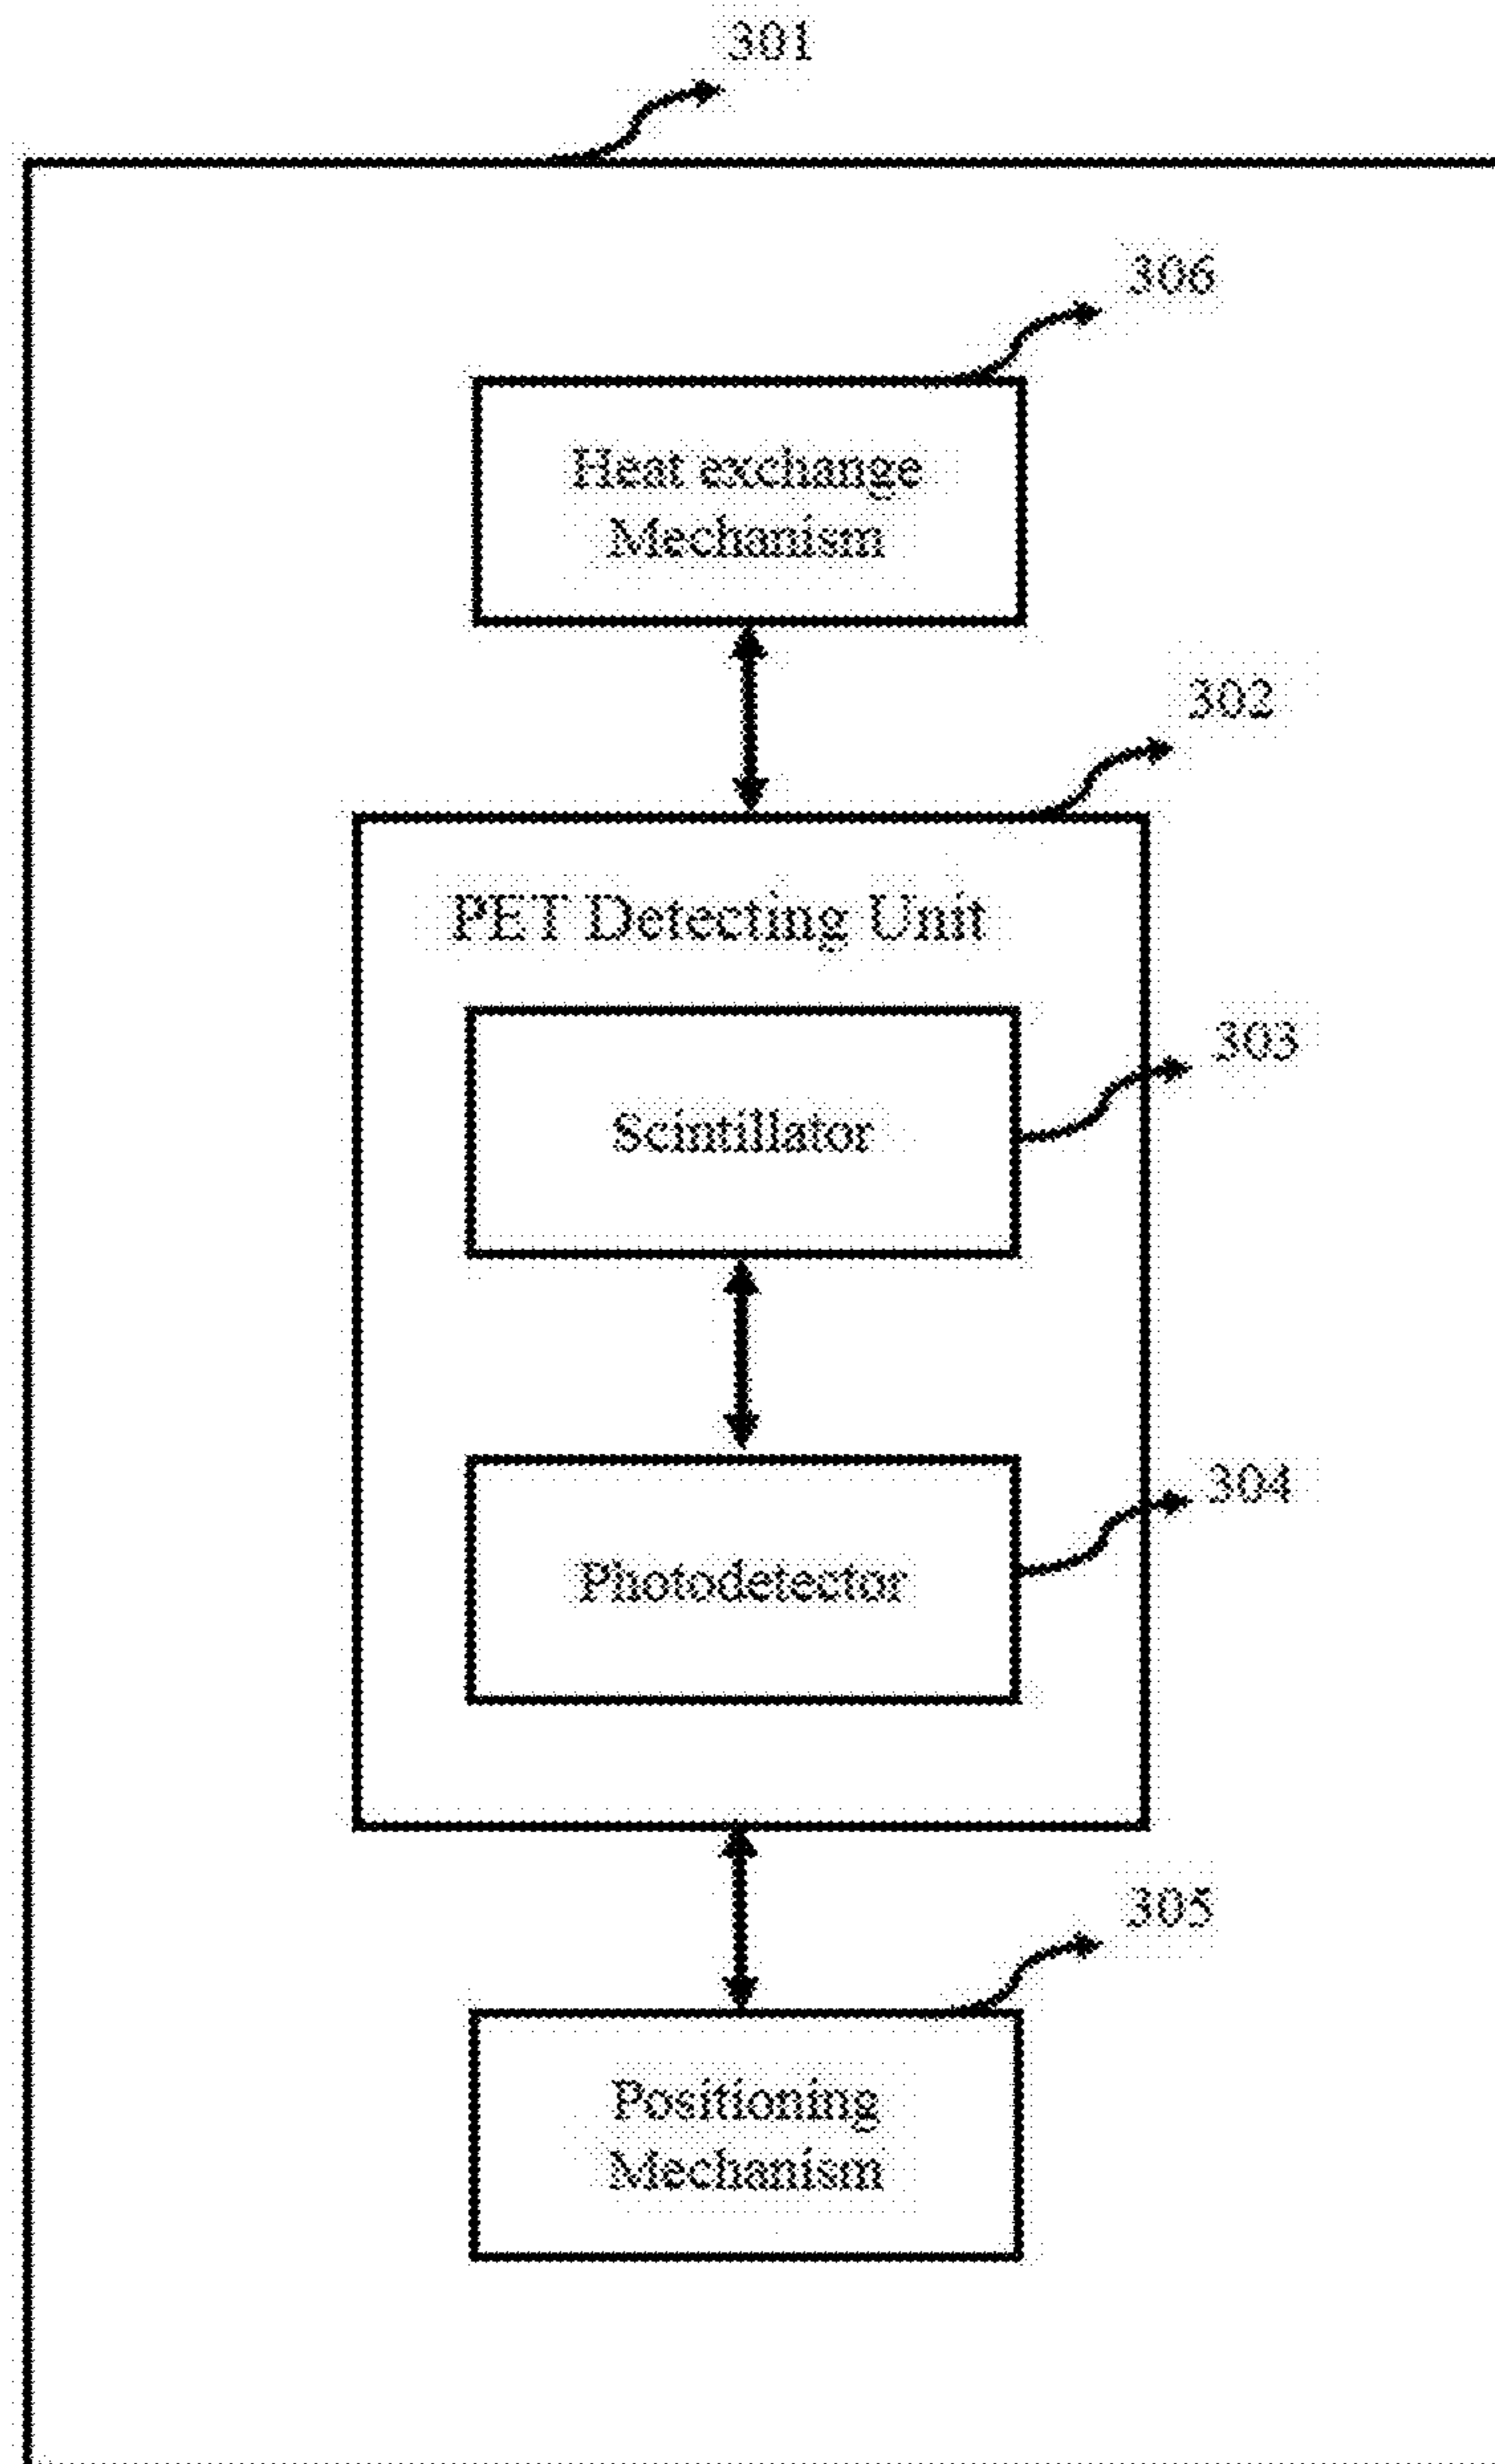 301
306
Heat exchange
Mechanism
302
PET Detecting Unit
303
Scintillator
304
Photodetector
305
Positioning
Mechanism